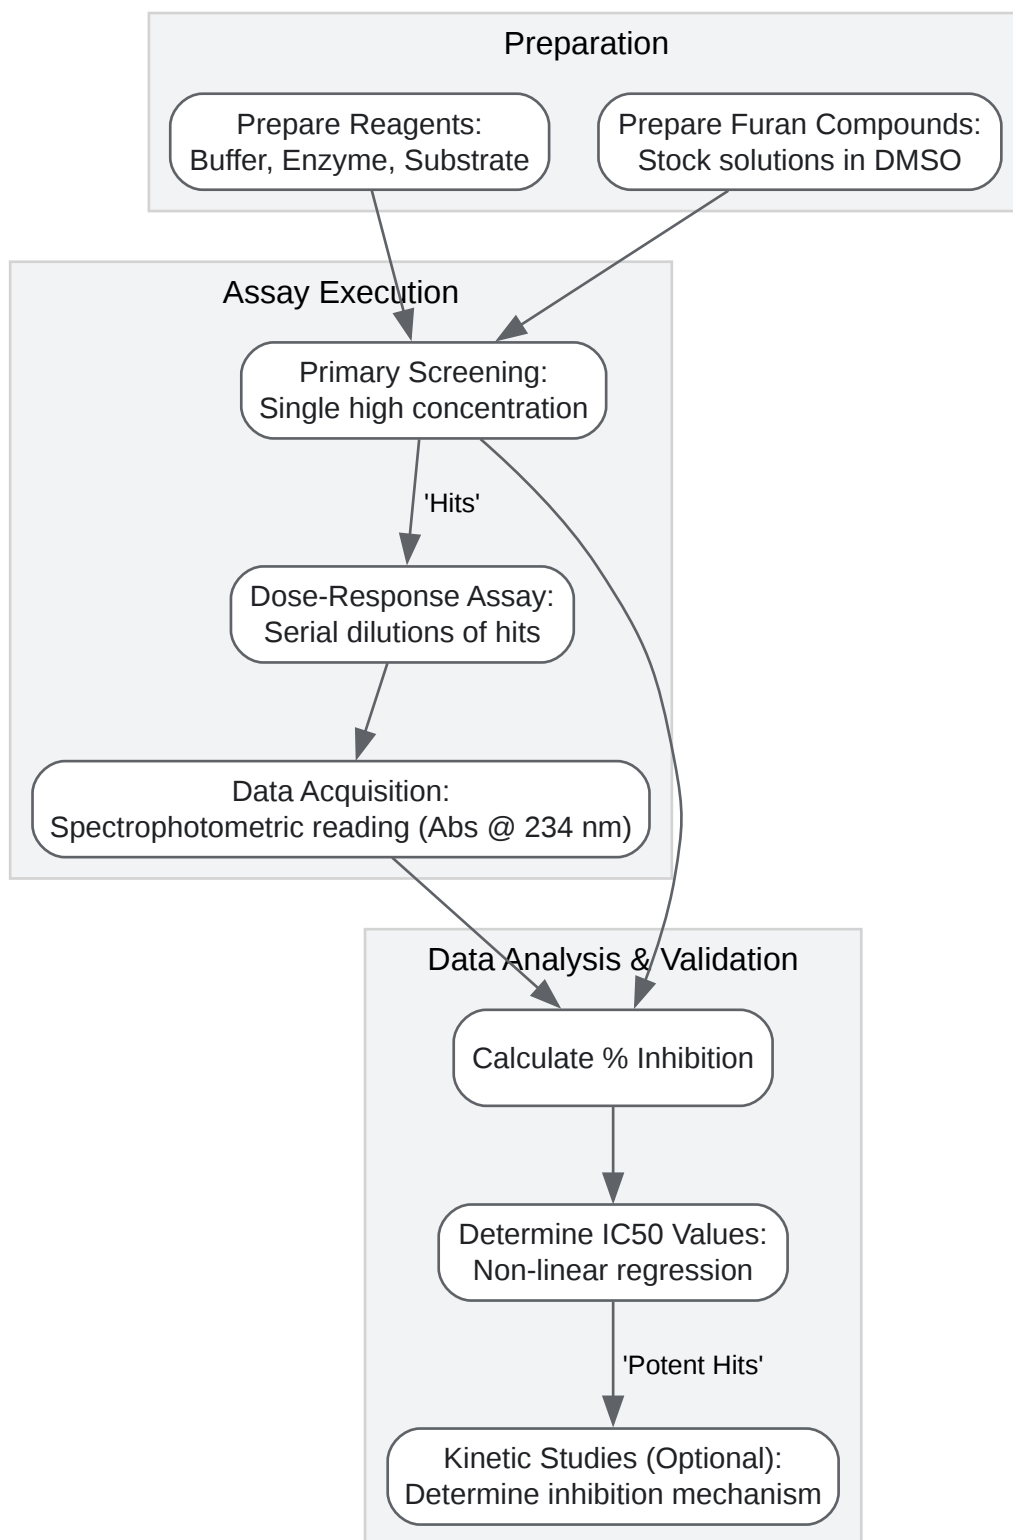 Preparation
Prepare Reagents:
Buffer, Enzyme, Substrate
Prepare Furan Compounds:
Stock solutions in DMSO
Assay Execution
Primary Screening:
Single high concentration
'Hits'
Dose-Response Assay:
Serial dilutions of hits
Data Acquisition:
Spectrophotometric reading (Abs @ 234 nm)
Data Analysis & Validation
Calculate % Inhibition
Determine IC50 Values:
Non-linear regression
'Potent Hits'
Kinetic Studies (Optional):
Determine inhibition mechanism